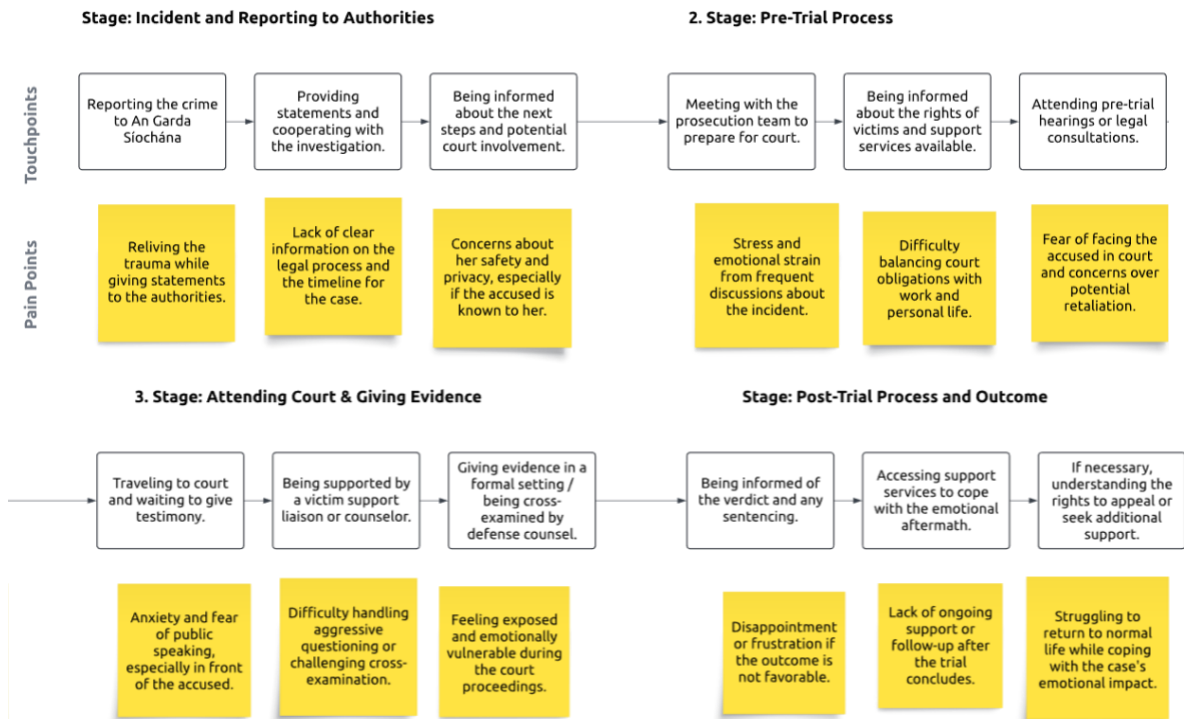 Stage: Incident and Reporting to Authorities
2. Stage: Pre-Trial Process
Touchpoints
Reporting the crime
to An Garda
Síochána
Providing
statements and
cooperating with
the investigation.
Being informed
about the next
steps and potential
court involvement.
Meeting with the
prosecution team to
prepare for court.
Being informed
about the rights of
victims and support
services available.
Attending pre-trial
hearings or legal
consultations.
Pain Points
Reliving the
trauma while
giving statements
to the authorities.
Lack of clear
information on the
legal process and
the timeline for
the case.
Concerns about
her safety and
privacy, especially
if the accused is
known to her.
Stress and
emotional strain
from frequent
discussions about
the incident.
Difficulty
balancing court
obligations with
work and
personal life.
Fear of facing the
accused in court
and concerns over
potential
retaliation.
3. Stage: Attending Court & Giving Evidence
Stage: Post-Trial Process and Outcome
Traveling to court
and waiting to give
testimony.
Being supported by
a victim support
liaison or counselor.
Giving evidence in a
formal setting /
being cross-
examined by
defense counsel.
Being informed of
the verdict and any
sentencing.
Accessing support
services to cope
with the emotional
aftermath.
If necessary,
understanding the
rights to appeal or
seek additional
support.
Anxiety and fear
of public
speaking,
especially in front
of the accused.
Difficulty handling
aggressive
questioning or
challenging cross-
examination.
Feeling exposed
and emotionally
vulnerable during
the court
proceedings.
Disappointment
or frustration if
the outcome is
not favorable.
Lack of ongoing
support or
follow-up after
the trial
concludes.
Struggling to
return to normal
life while coping
with the case's
emotional impact.